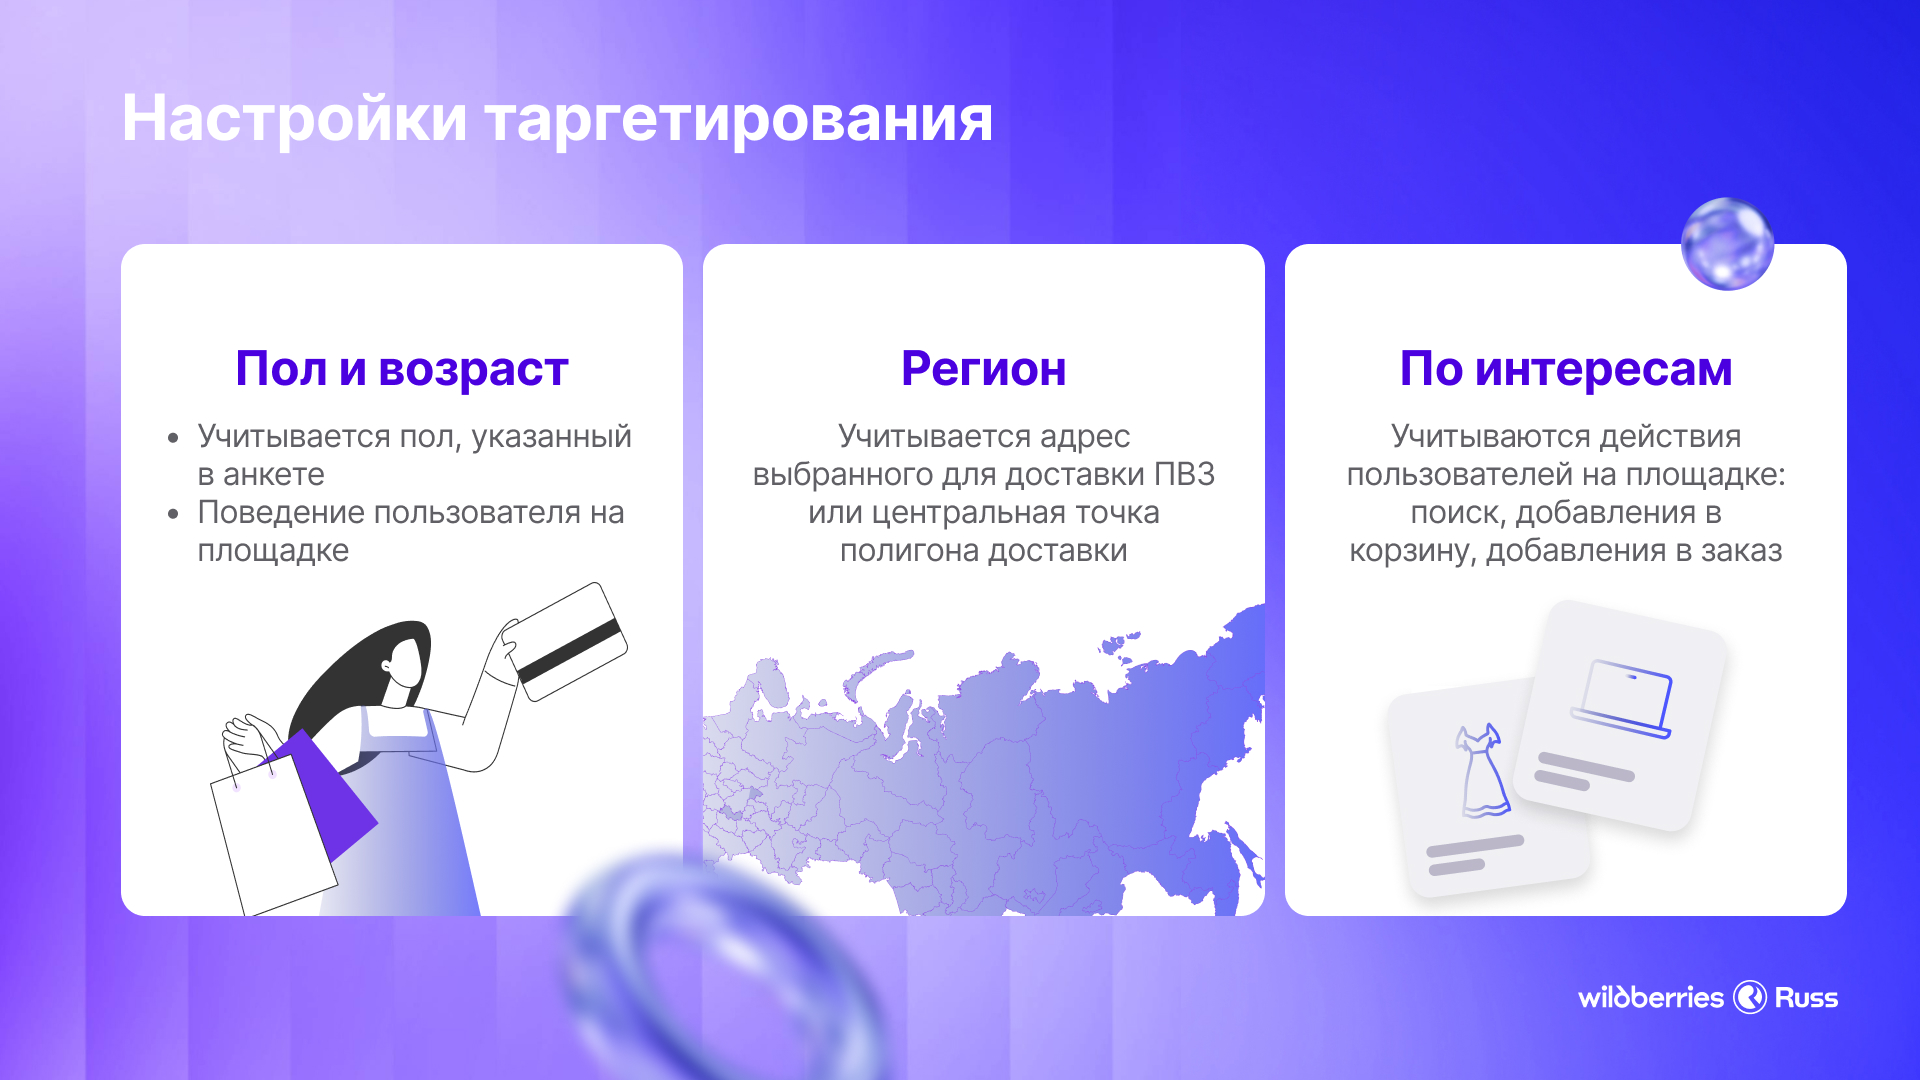 Настройки таргетирования
Пол и возраст
• Учитывается пол, указанный
в анкете
• Поведение пользователя на
площадке
Регион
Учитывается адрес
выбранного для доставки ПВЗ
или центральная точка
полигона доставки
По интересам
Учитываются действия
пользователей на площадке:
поиск, добавления в
корзину, добавления в заказ
wildberries Russ